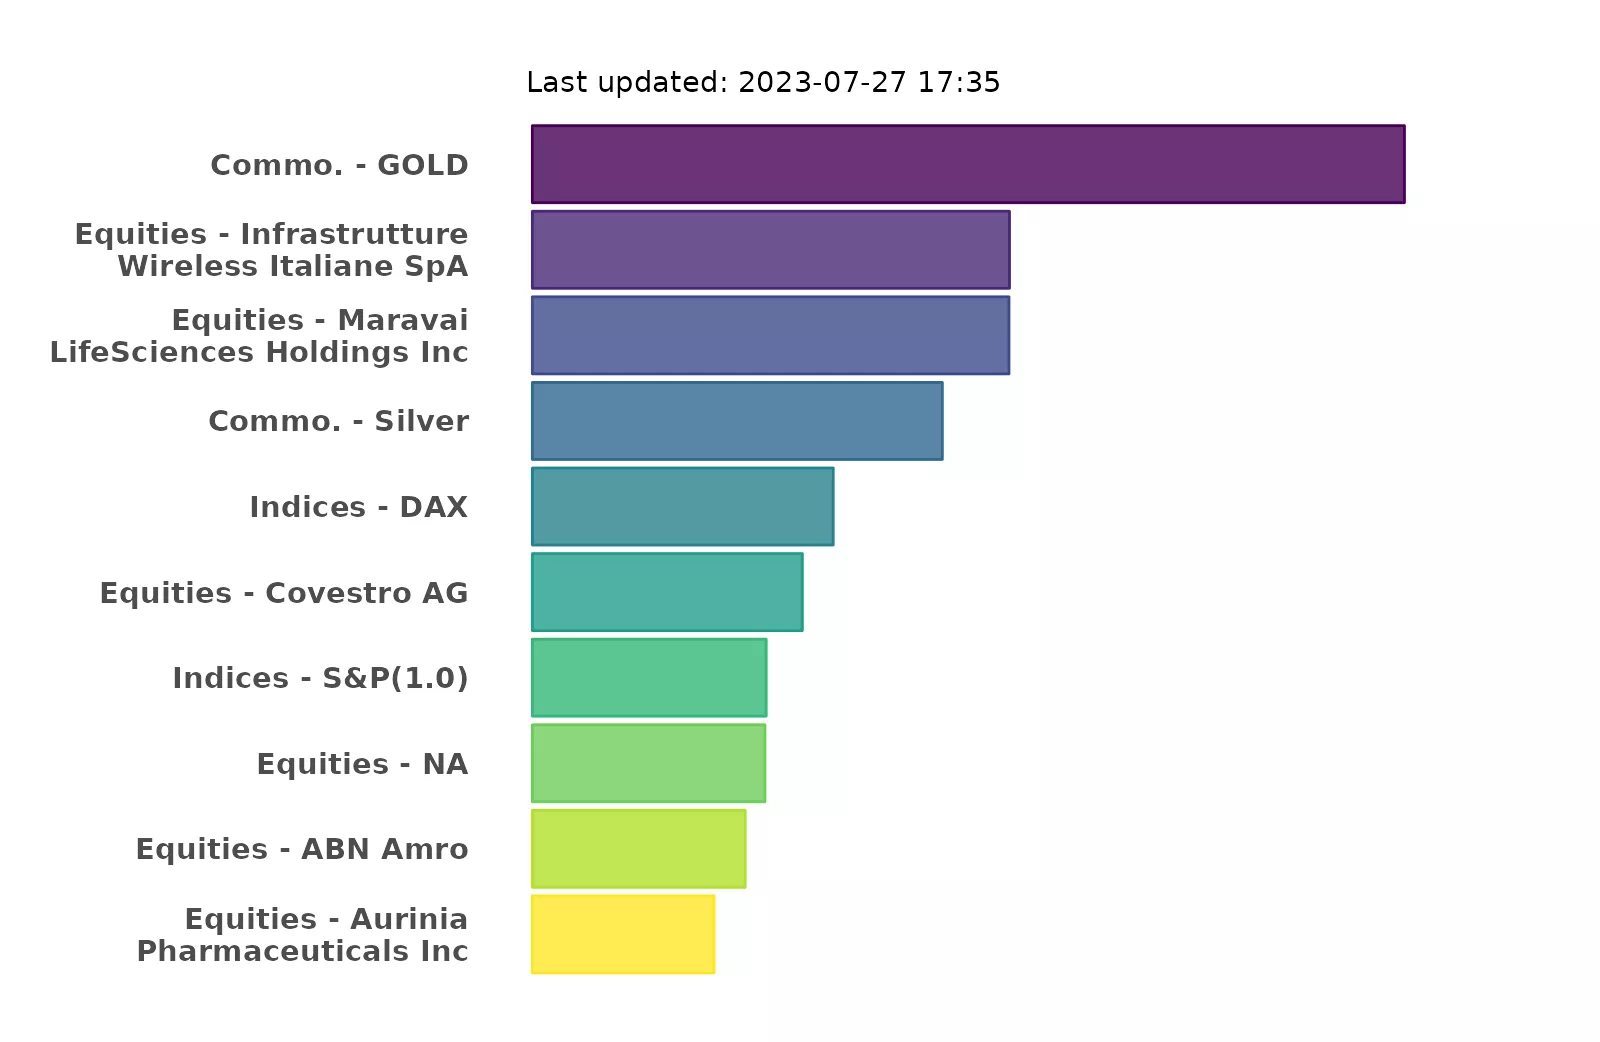 Last updated: 2023-07-27 17:35
Commo. - GOLD
Equities - Infrastrutture
Wireless Italiane SpA
Equities - Maravai
LifeSciences Holdings Inc
Commo. - Silver
Indices - DAX
Equities - Covestro AG
Indices - S&P(1.0)
Equities - NA
Equities - ABN Amro
Equities - Aurinia
Pharmaceuticals Inc